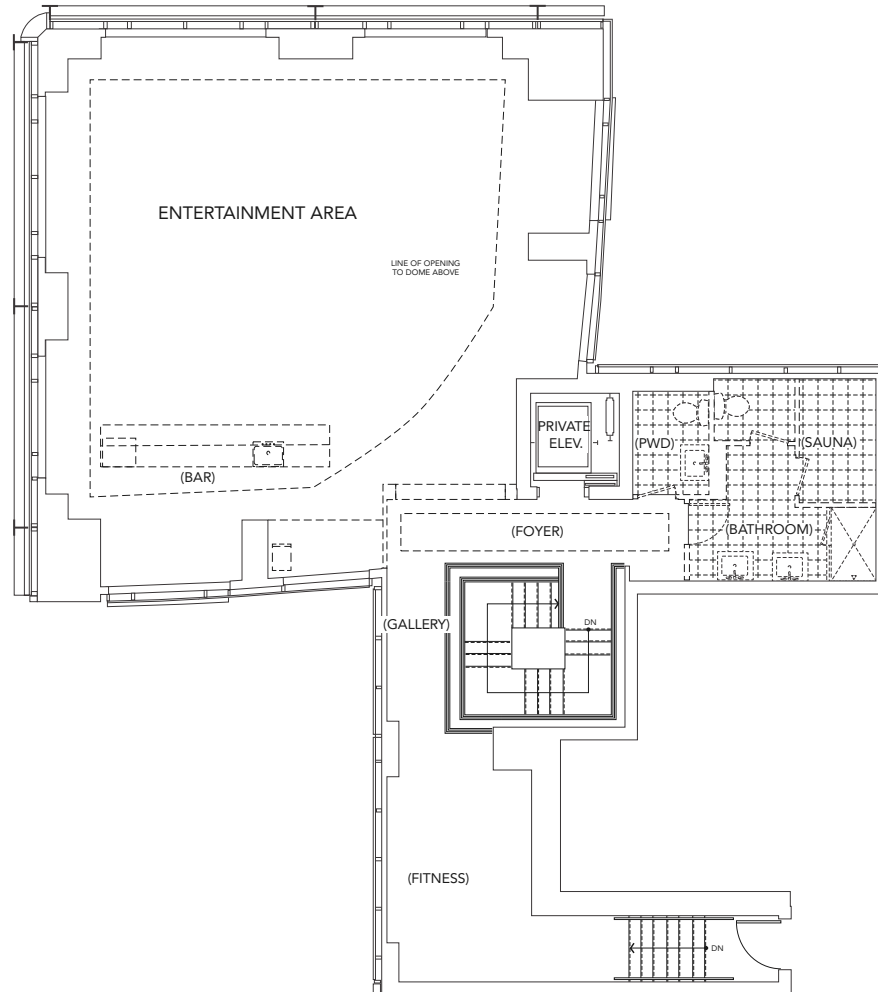 ENTERTAINMENT AREA
LINE OF OPENING
TO DOME ABOVE
PRIVATE
ELEV.
(PWD)
(SAUNA)
(BAR)
(FOYER)
(BATHROOM)
(GALLERY)
DN
(FITNESS)
DN